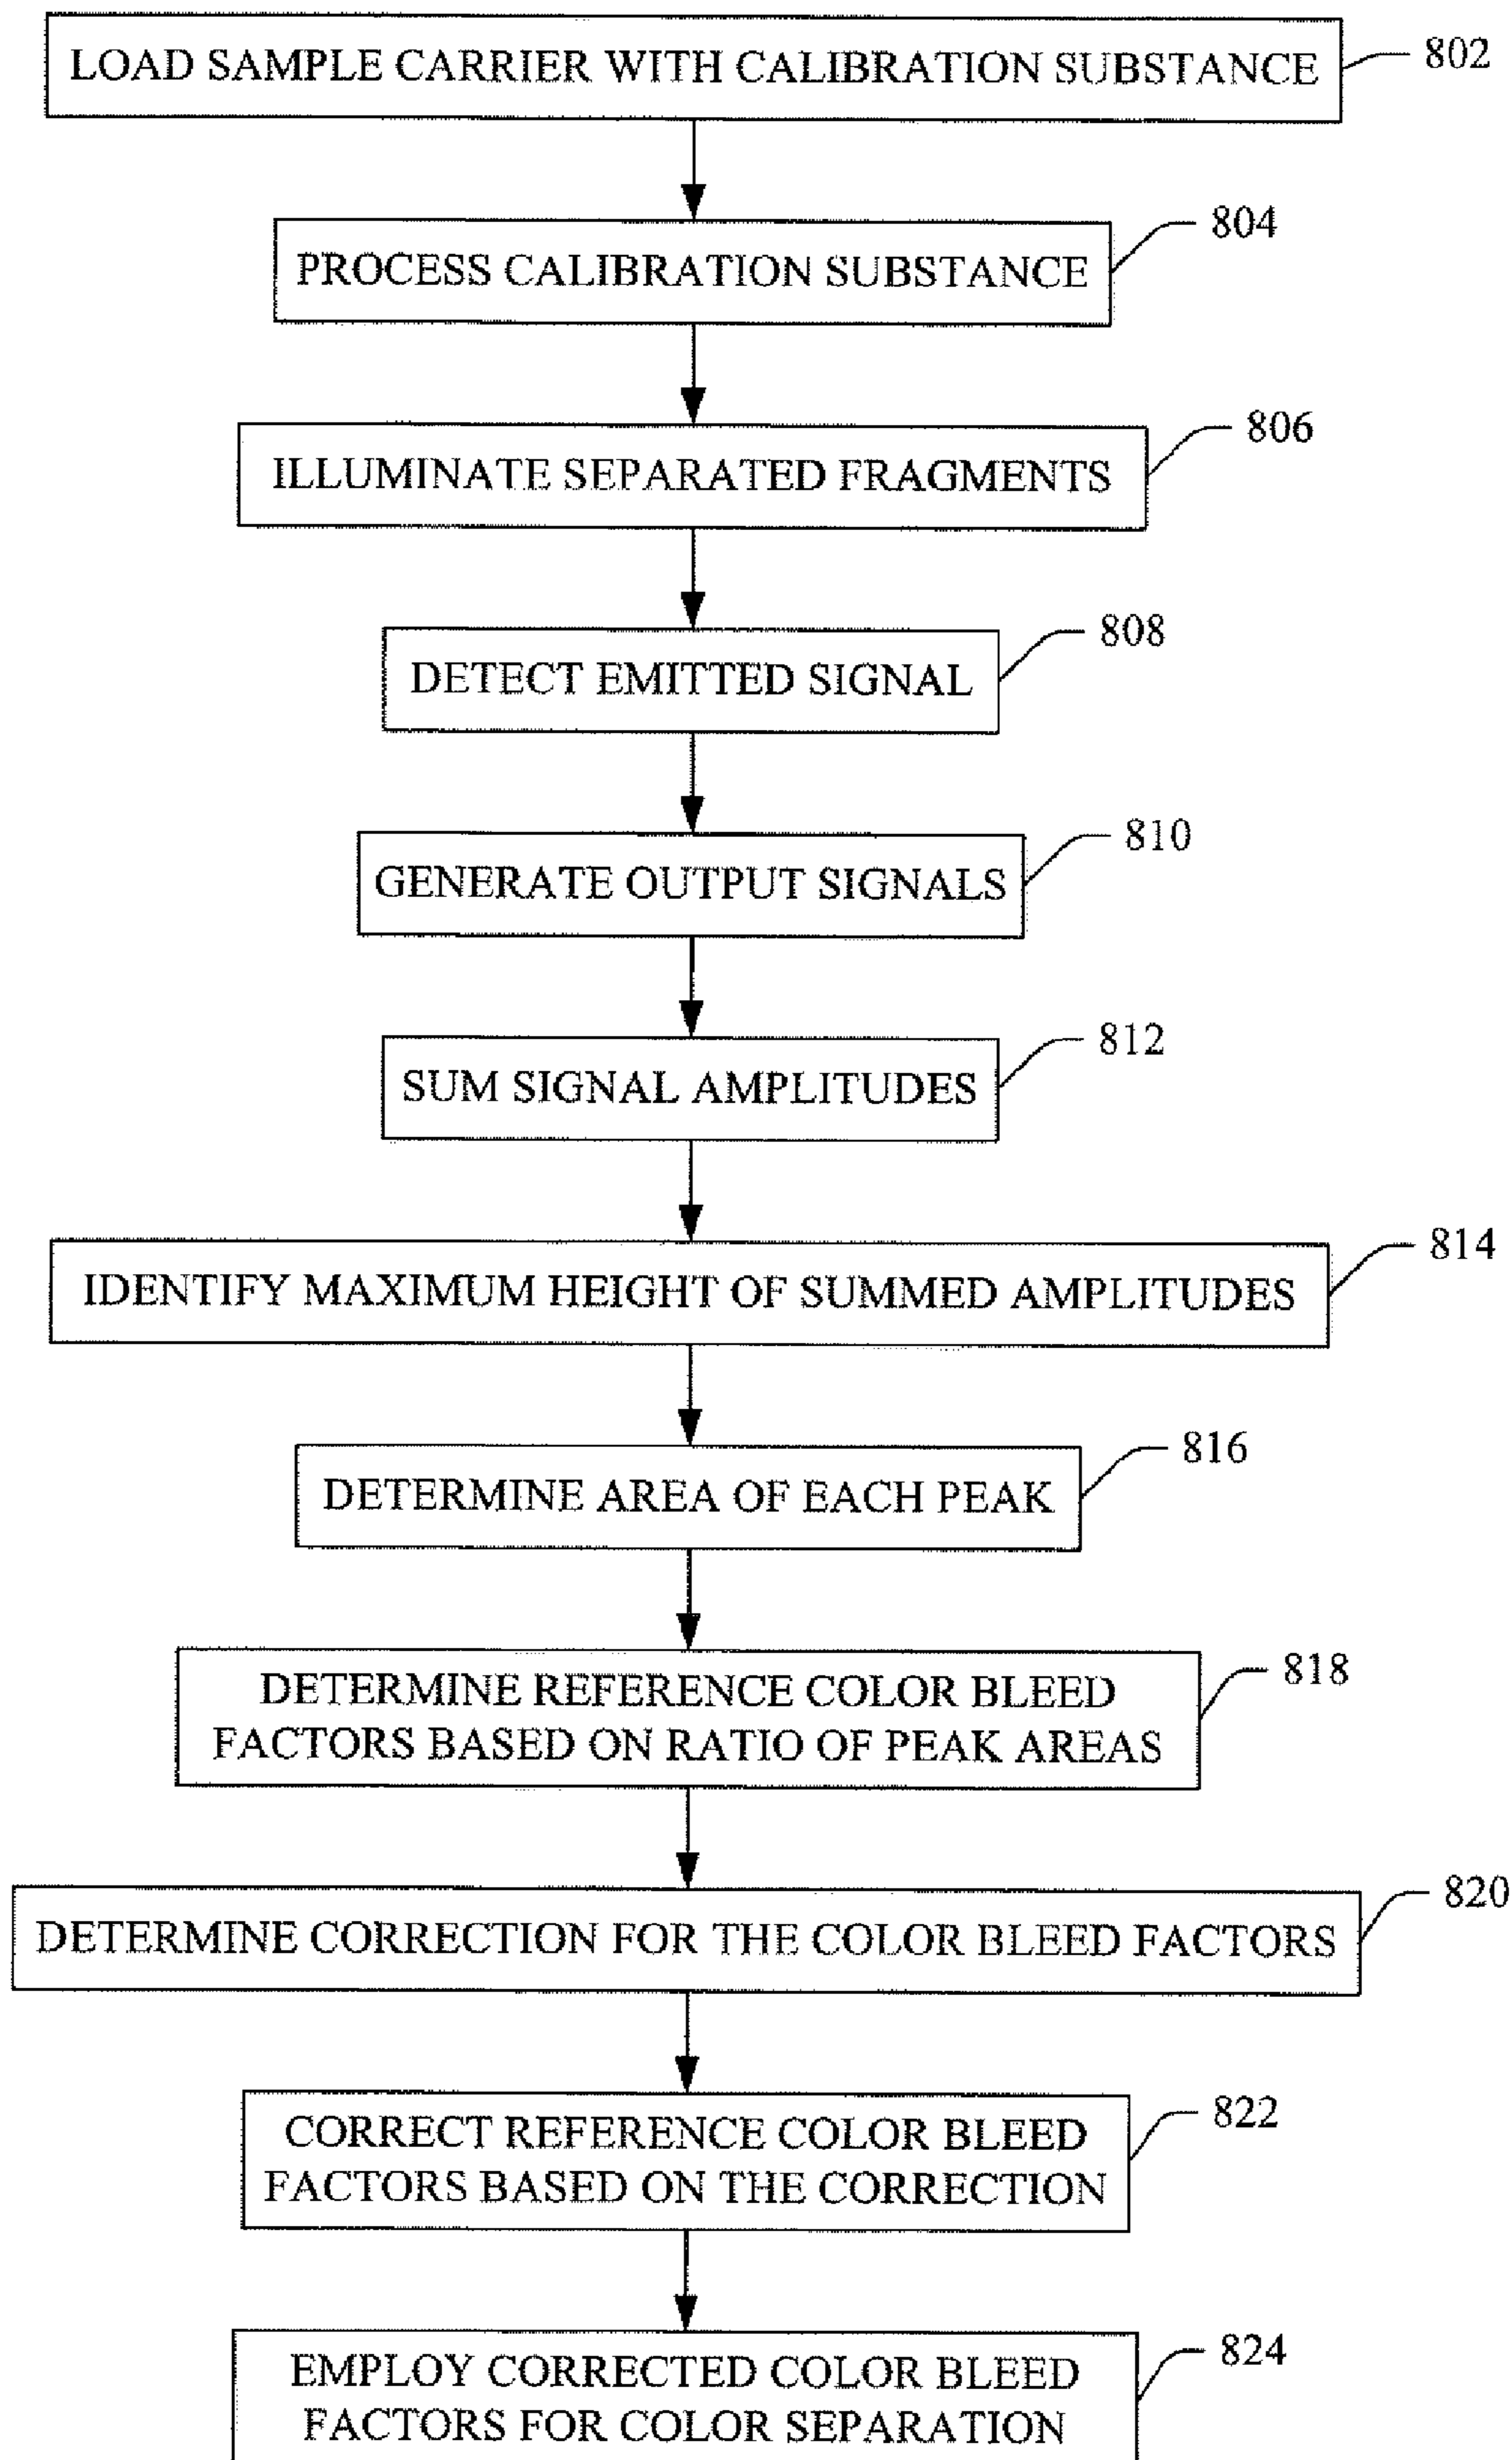 LOAD SAMPLE CARRIER WITH CALIBRATION SUBSTANCE
802
PROCESS CALIBRATION SUBSTANCE
804
ILLUMINATE SEPARATED FRAGMENTS
806
DETECT EMITTED SIGNAL
808
GENERATE OUTPUT SIGNALS
810
SUM SIGNAL AMPLITUDES
812
IDENTIFY MAXIMUM HEIGHT OF SUMMED AMPLITUDES
814
DETERMINE AREA OF EACH PEAK
816
DETERMINE REFERENCE COLOR BLEED
FACTORS BASED ON RATIO OF PEAK AREAS
818
DETERMINE CORRECTION FOR THE COLOR BLEED FACTORS
820
CORRECT REFERENCE COLOR BLEED
FACTORS BASED ON THE CORRECTION
822
EMPLOY CORRECTED COLOR BLEED
FACTORS FOR COLOR SEPARATION
824